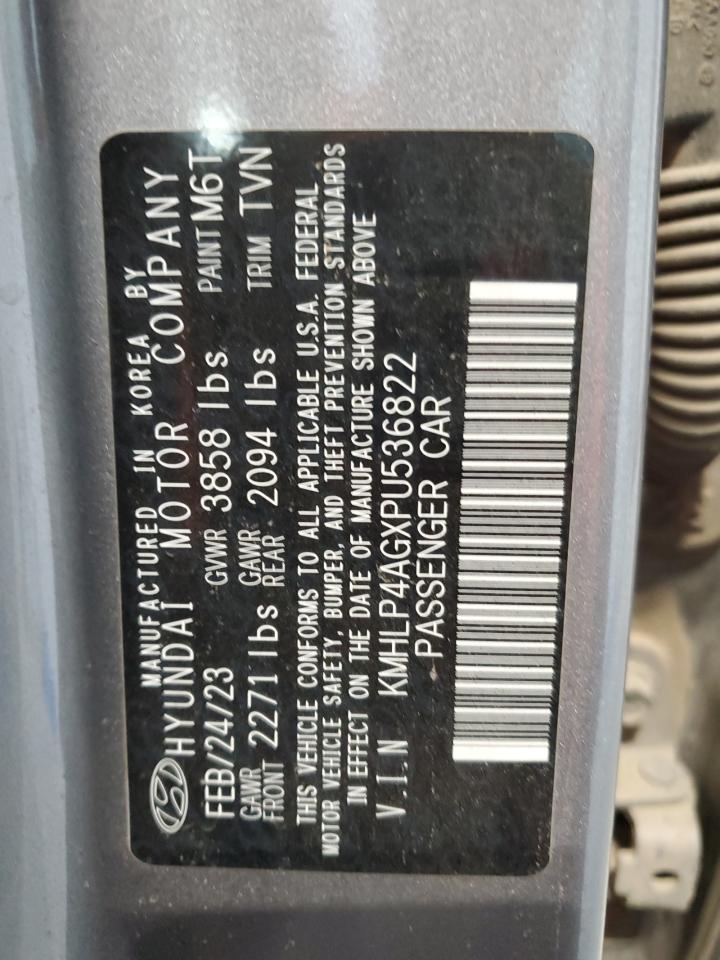 MANUFACTURED IN KOREA BY
HYUNDAI MOTOR COMPANY
FEB/24/23 GVWR 3858 lbs PAINT M6T
GAWR FRONT 2271 lbs GAWR REAR 2094 lbs TRIM TVN
THIS VEHICLE CONFORMS TO ALL APPLICABLE U.S.A. FEDERAL
MOTOR VEHICLE SAFETY, BUMPER, AND THEFT PREVENTION STANDARDS
IN EFFECT ON THE DATE OF MANUFACTURE SHOWN ABOVE
V.I.N KMHLP4AGXPU536822
PASSENGER CAR